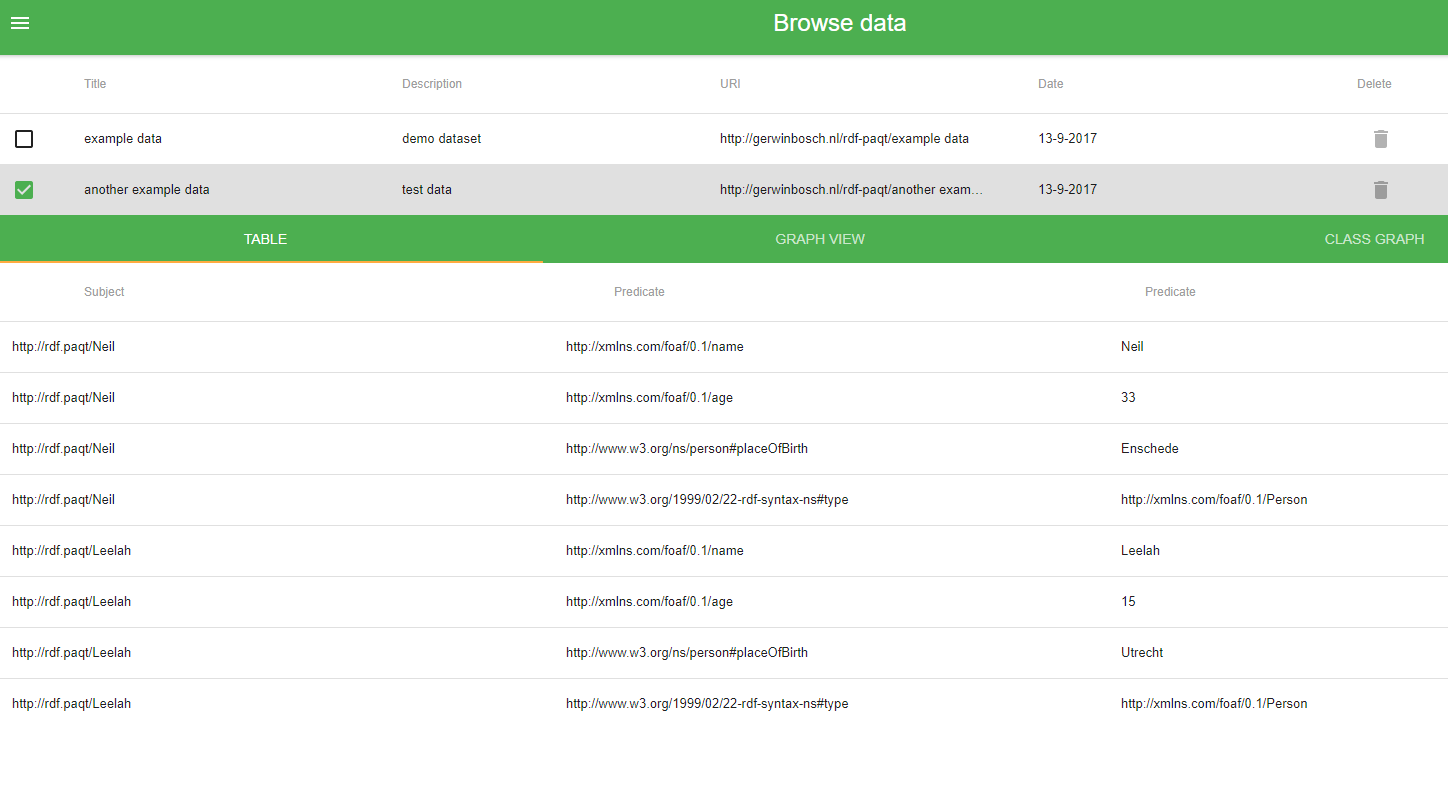 Browse data
Title Description URI Date Delete
example data demo dataset http://gerwinbosch.nl/rdf-paqt/example data 13-9-2017
another example data test data http://gerwinbosch.nl/rdf-paqt/another exam… 13-9-2017
TABLE GRAPH VIEW CLASS GRAPH
Subject Predicate Predicate
http://rdf.paqt/Neil http://xmlns.com/foaf/0.1/name Neil
http://rdf.paqt/Neil http://xmlns.com/foaf/0.1/age 33
http://rdf.paqt/Neil http://www.w3.org/ns/person#placeOfBirth Enschede
http://rdf.paqt/Neil http://www.w3.org/1999/02/22-rdf-syntax-ns#type http://xmlns.com/foaf/0.1/Person
http://rdf.paqt/Leelah http://xmlns.com/foaf/0.1/name Leelah
http://rdf.paqt/Leelah http://xmlns.com/foaf/0.1/age 15
http://rdf.paqt/Leelah http://www.w3.org/ns/person#placeOfBirth Utrecht
http://rdf.paqt/Leelah http://www.w3.org/1999/02/22-rdf-syntax-ns#type http://xmlns.com/foaf/0.1/Person